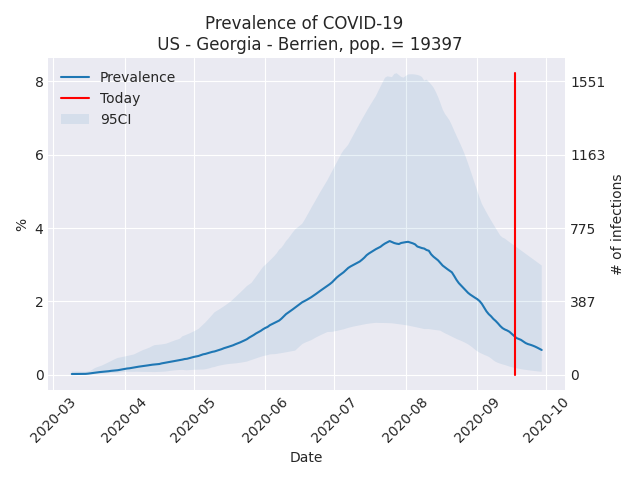 Prevalence of COVID-19
US - Georgia - Berrien, pop. = 19397
Prevalence
Today
95CI
8
6
4
2
0
%
1551
1163
775
387
0
# of infections
2020-03
2020-04
2020-05
2020-06
2020-07
2020-08
2020-09
2020-10
Date